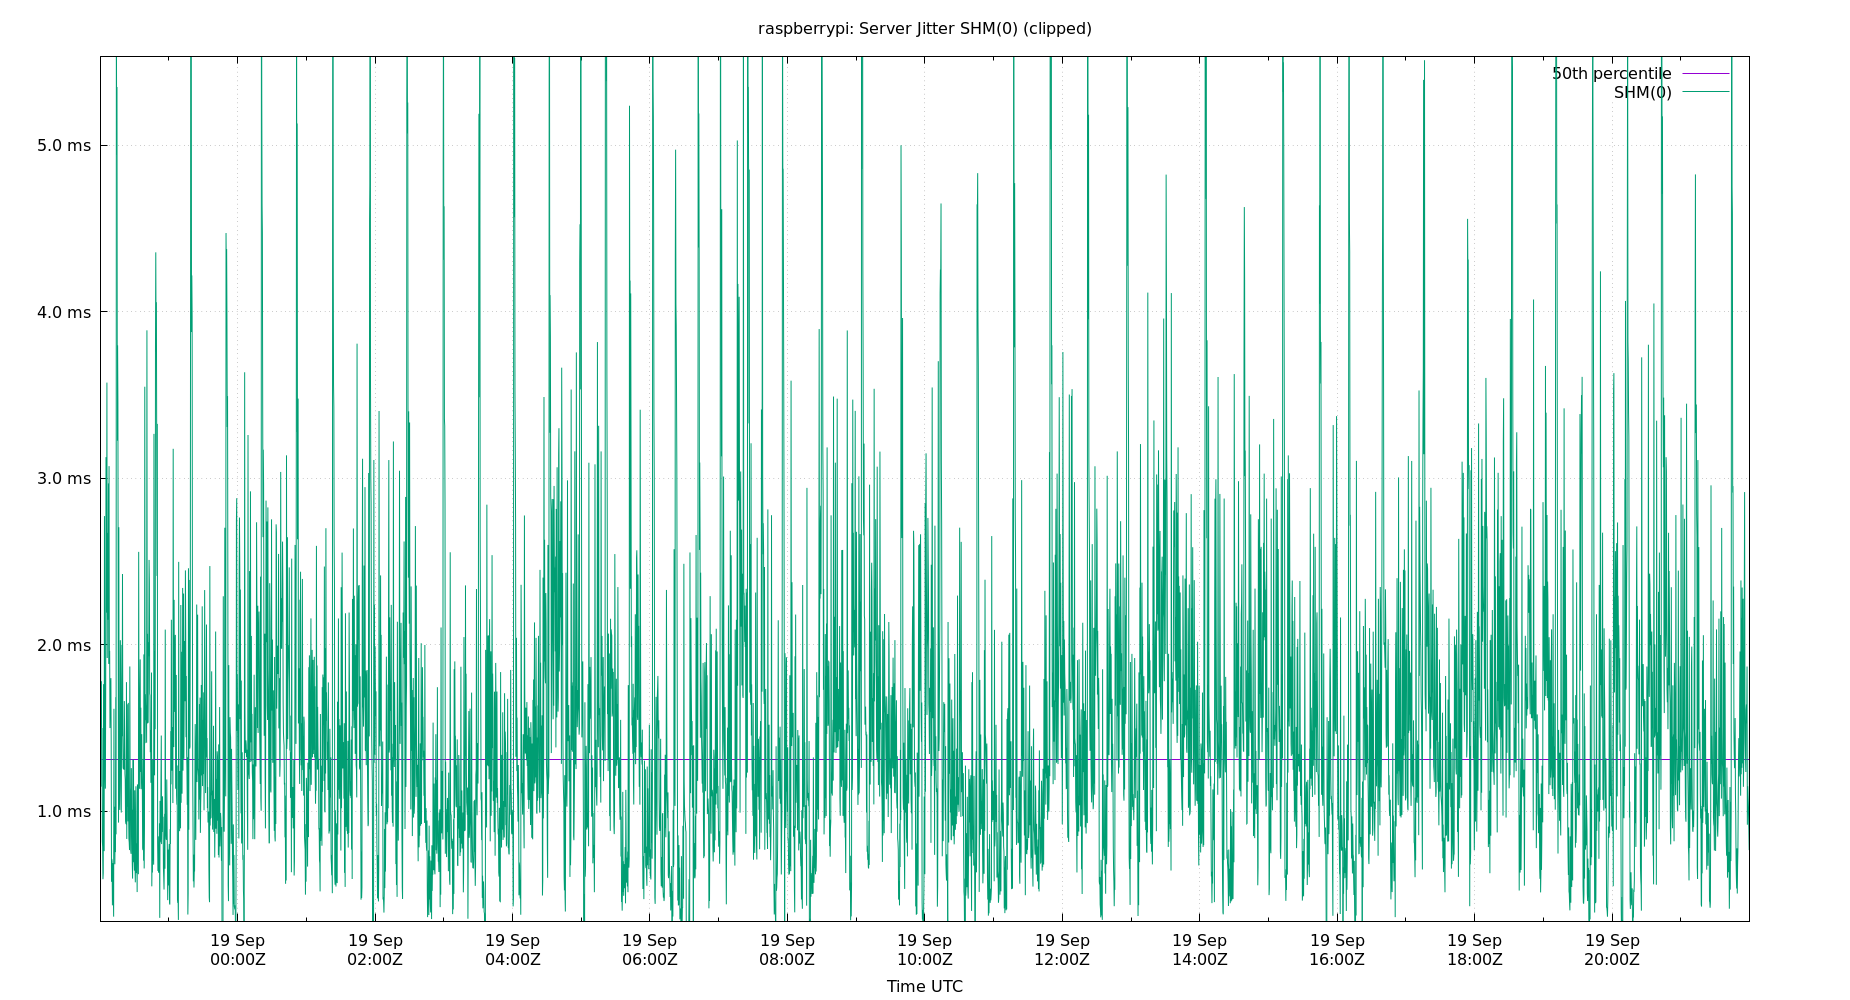 raspberrypi: Server Jitter SHM(0) (clipped)
50th percentile
SHM(0)
5.0 ms
4.0 ms
3.0 ms
2.0 ms
1.0 ms
19 Sep 19 Sep 19 Sep 19 Sep 19 Sep 19 Sep 19 Sep 19 Sep 19 Sep 19 Sep 19 Sep
00:00Z 02:00Z 04:00Z 06:00Z 08:00Z 10:00Z 12:00Z 14:00Z 16:00Z 18:00Z 20:00Z
Time UTC